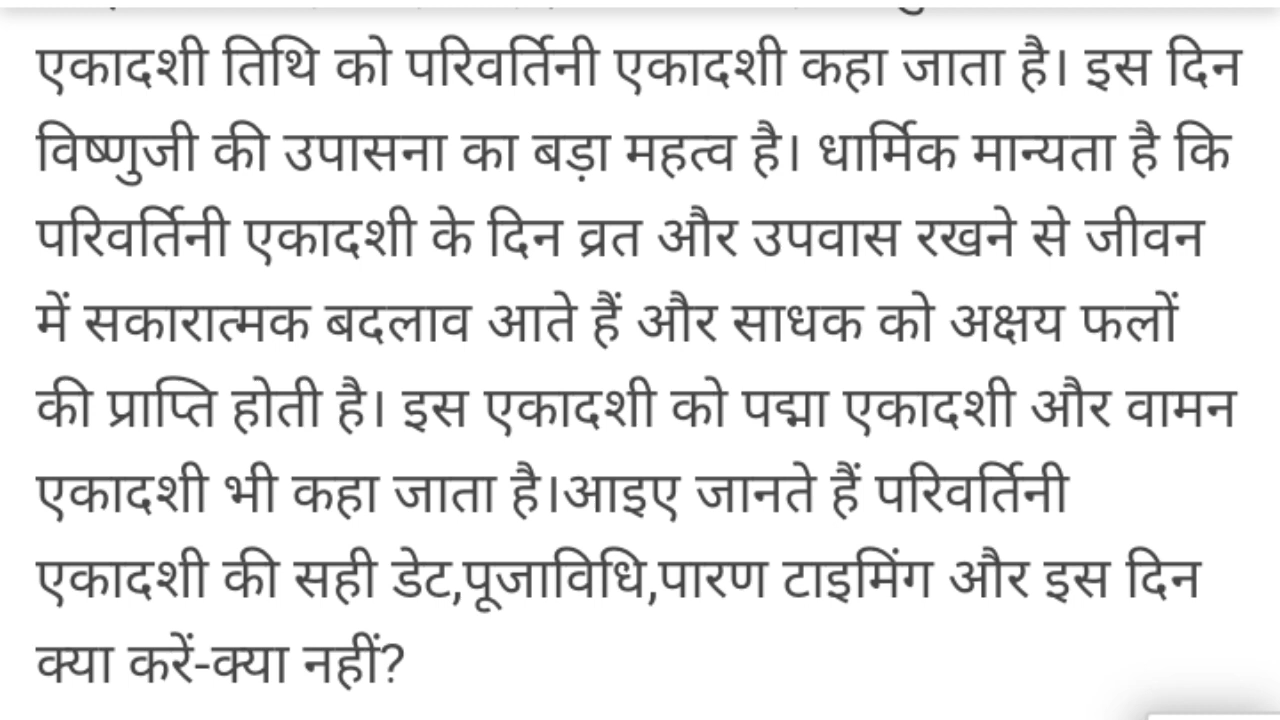 एकादशी तिथि को परिवर्तिनी एकादशी कहा जाता है। इस दिन
विष्णुजी की उपासना का बड़ा महत्व है। धार्मिक मान्यता है कि
परिवर्तिनी एकादशी के दिन व्रत और उपवास रखने से जीवन
में सकारात्मक बदलाव आते हैं और साधक को अक्षय फलों
की प्राप्ति होती है। इस एकादशी को पद्मा एकादशी और वामन
एकादशी भी कहा जाता है।आइए जानते हैं परिवर्तिनी
एकादशी की सही डेट,पूजाविधि,पारण टाइमिंग और इस दिन
क्या करें-क्या नहीं?